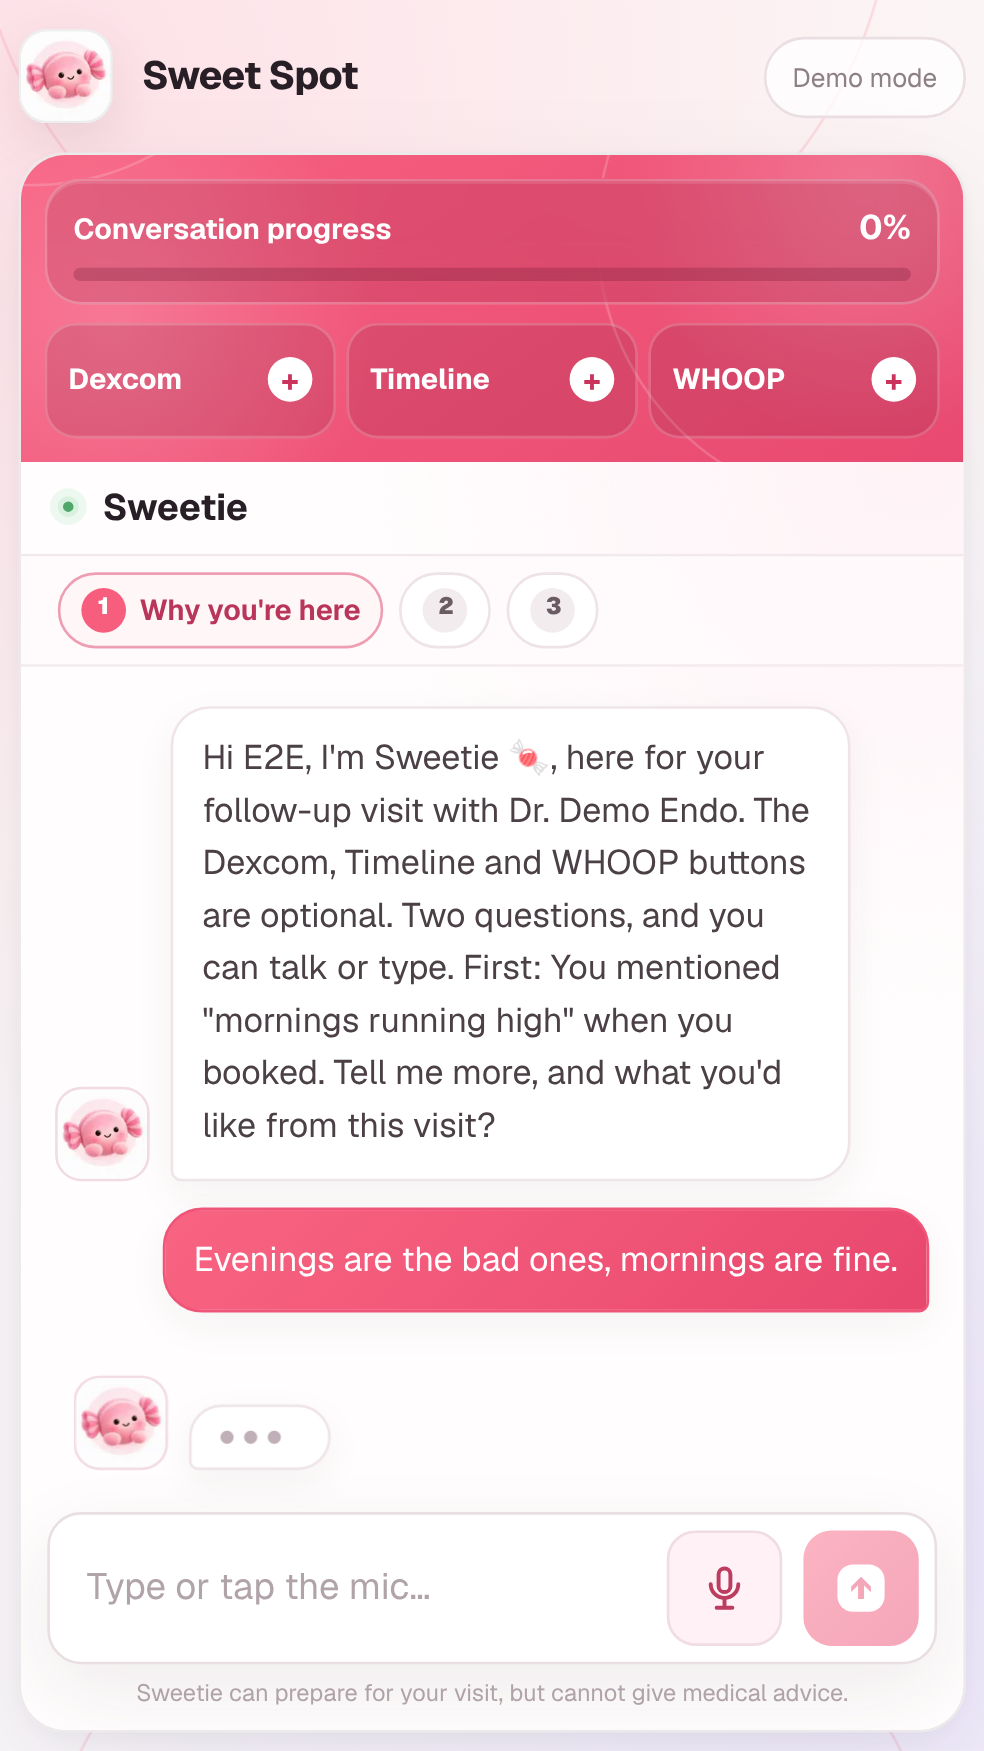 Sweet Spot
Demo mode
Conversation progress
0%
Dexcom +
Timeline +
WHOOP +
Sweetie
1 Why you're here
2
3
Hi E2E, I'm Sweetie 🍬, here for your
follow-up visit with Dr. Demo Endo. The
Dexcom, Timeline and WHOOP buttons
are optional. Two questions, and you
can talk or type. First: You mentioned
"mornings running high" when you
booked. Tell me more, and what you'd
like from this visit?
Evenings are the bad ones, mornings are fine.
Type or tap the mic...
Sweetie can prepare for your visit, but cannot give medical advice.